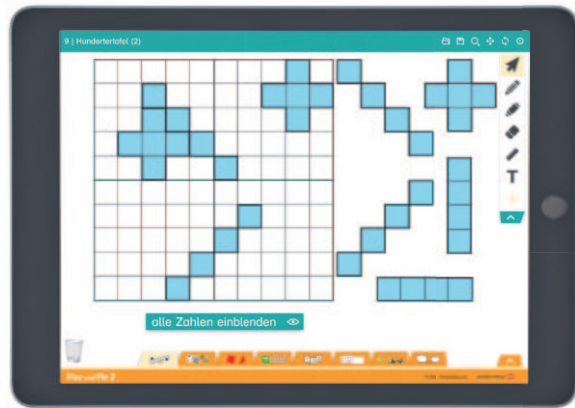 9 | Hundertertafel (2)
T
alle Zahlen einblenden
Flex und Flo 2